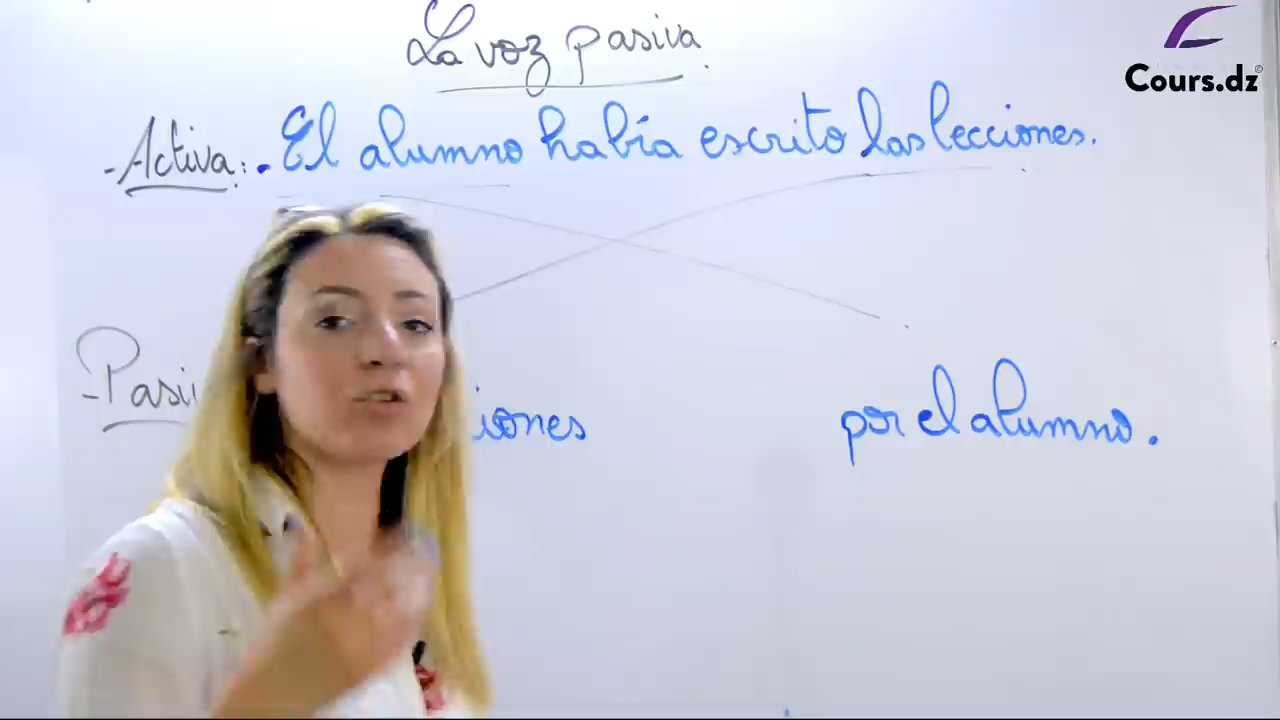 La voz pasiva.
Cours.dz©
- Activa: . El alumno había escrito las lecciones.
por el alumno.